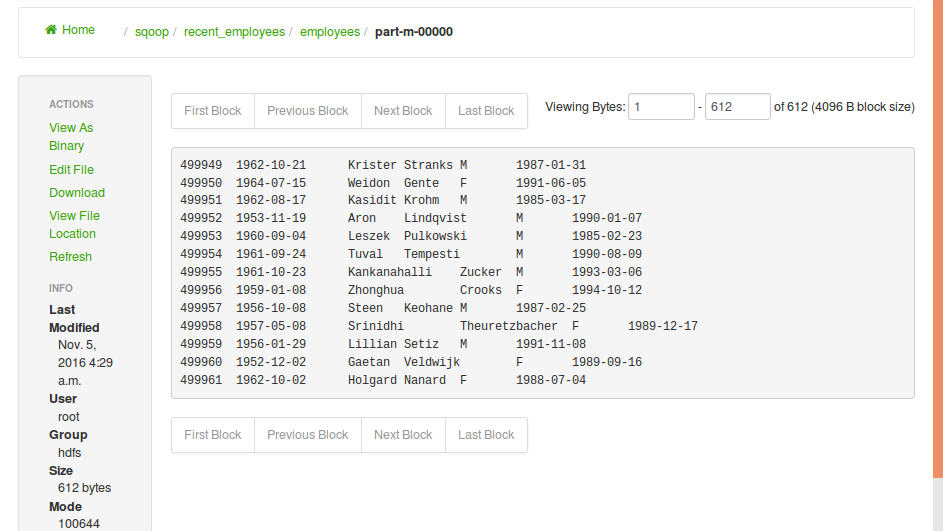 Home / sqoop / recent_employees / employees / part-m-00000
ACTIONS
View As
Binary
Edit File
Download
View File
Location
Refresh
INFO
Last
Modified
Nov. 5,
2016 4:29
a.m.
User
root
Group
hdfs
Size
612 bytes
Mode
100644
First Block Previous Block Next Block Last Block Viewing Bytes: 1 - 612 of 612 (4096 B block size)
499949 1962-10-21 Krister Stranks M 1987-01-31
499950 1964-07-15 Weidon Gente F 1991-06-05
499951 1962-08-17 Kasidit Krohm M 1985-03-17
499952 1953-11-19 Aron Lindqvist M 1990-01-07
499953 1960-09-04 Leszek Pulkowski M 1985-02-23
499954 1961-09-24 Tuval Tempesti M 1990-08-09
499955 1961-10-23 Kankanahalli Zucker M 1993-03-06
499956 1959-01-08 Zhonghua Crooks F 1994-10-12
499957 1956-10-08 Steen Keohane M 1987-02-25
499958 1957-05-08 Srinidhi Theuretzbacher F 1989-12-17
499959 1956-01-29 Lillian Setiz M 1991-11-08
499960 1952-12-02 Gaetan Veldwijk F 1989-09-16
499961 1962-10-02 Holgard Nanard F 1988-07-04
First Block Previous Block Next Block Last Block